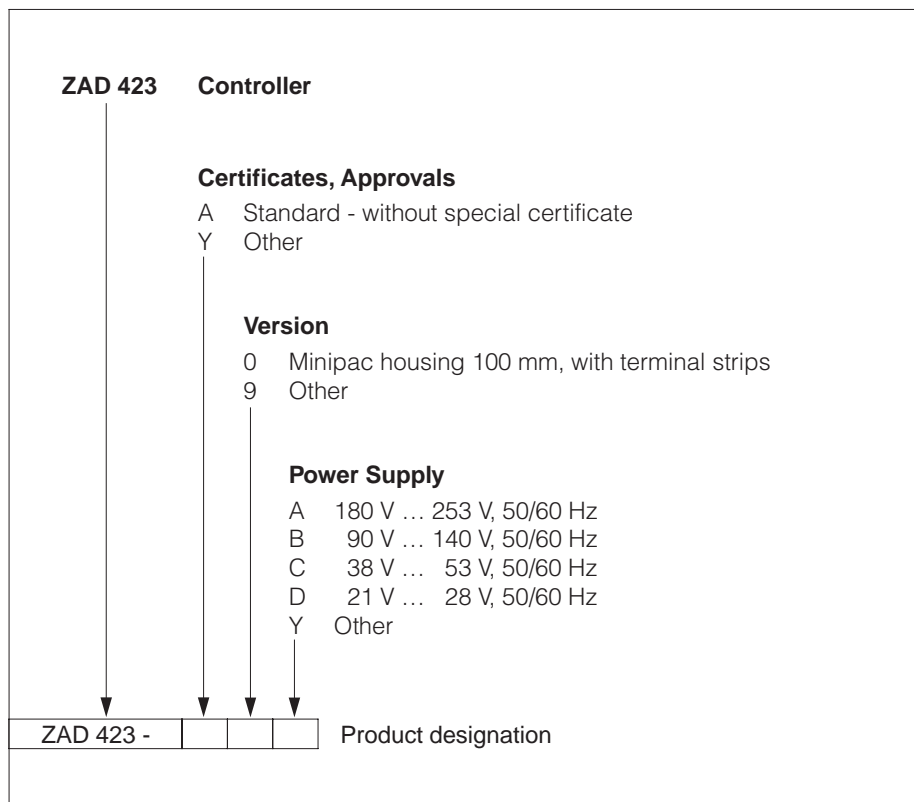 ZAD 423 Controller
Certificates, Approvals
A Standard - without special certificate
Y Other
Version
0 Minipac housing 100 mm, with terminal strips
9 Other
Power Supply
A 180 V … 253 V, 50/60 Hz
B 90 V … 140 V, 50/60 Hz
C 38 V … 53 V, 50/60 Hz
D 21 V … 28 V, 50/60 Hz
Y Other
ZAD 423 - Product designation